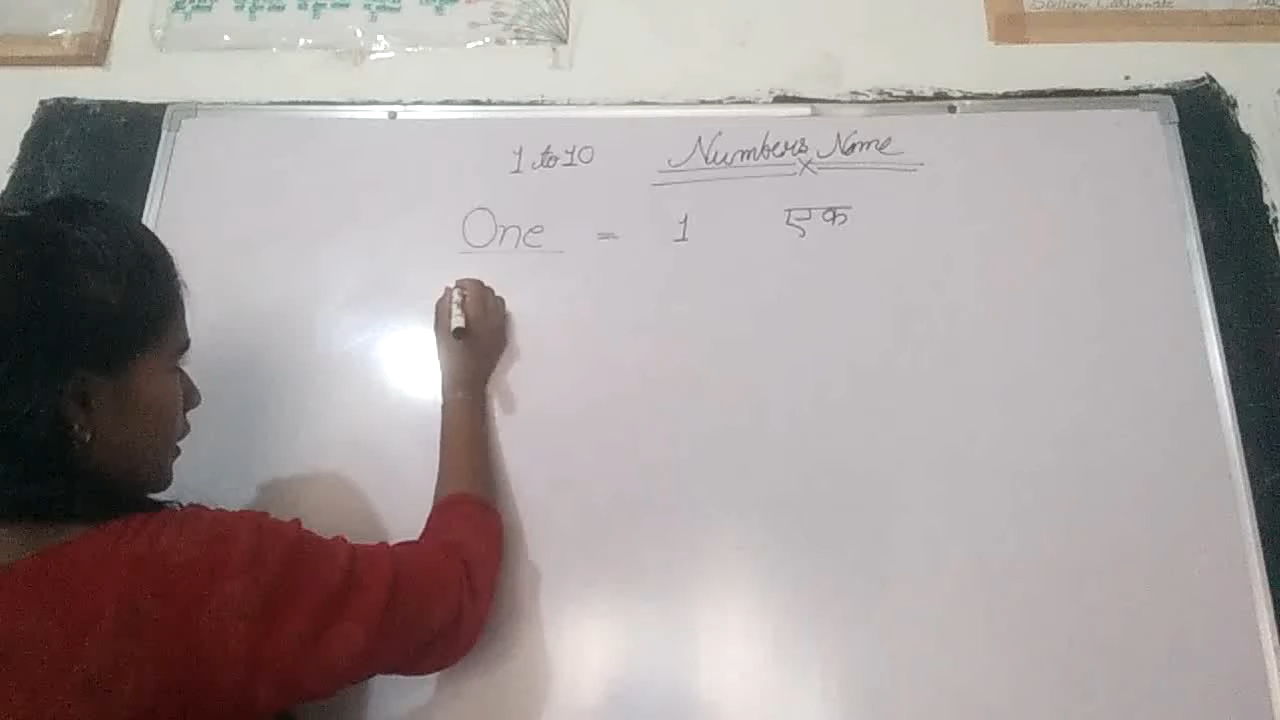 1 to 10 Numbers Name
One = 1 एक